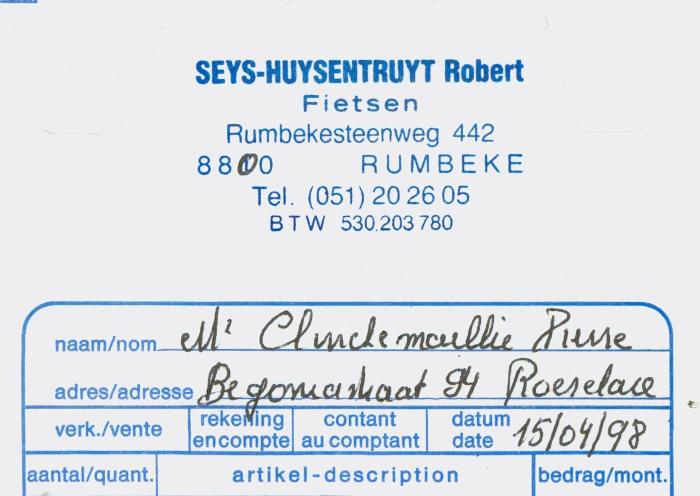 SEYS-HUYSENTRUYT Robert
Fietsen
Rumbekesteenweg 442
8800 RUMBEKE
Tel. (051) 20 26 05
BTW 530.203 780
naam/nom Mr Clinckemaillie Pierre
adres/adresse Begoniastraat 94 Roeselare
verk./vente rekening contant datum
encompte au comptant date 15/04/98
aantal/quant. artikel-description bedrag/mont.